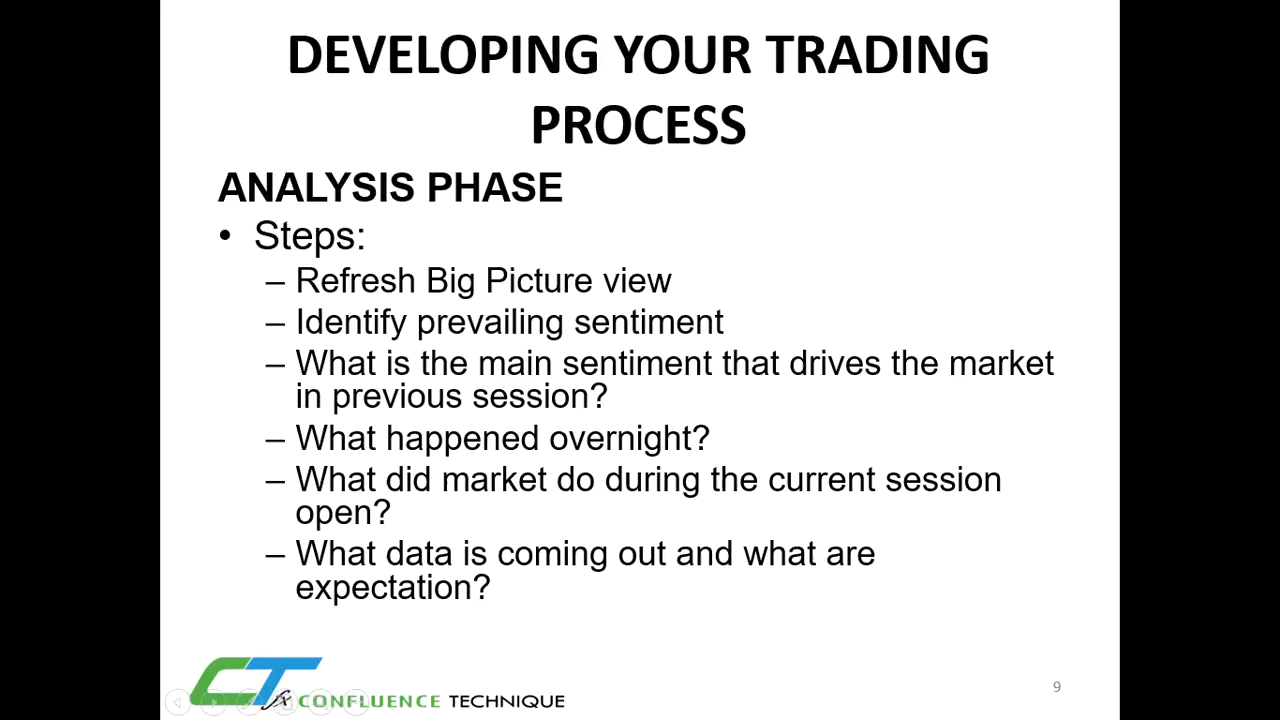 DEVELOPING YOUR TRADING
PROCESS
ANALYSIS PHASE
• Steps:
– Refresh Big Picture view
– Identify prevailing sentiment
– What is the main sentiment that drives the market
in previous session?
– What happened overnight?
– What did market do during the current session
open?
– What data is coming out and what are
expectation?
CT fx CONFLUENCE TECHNIQUE
9